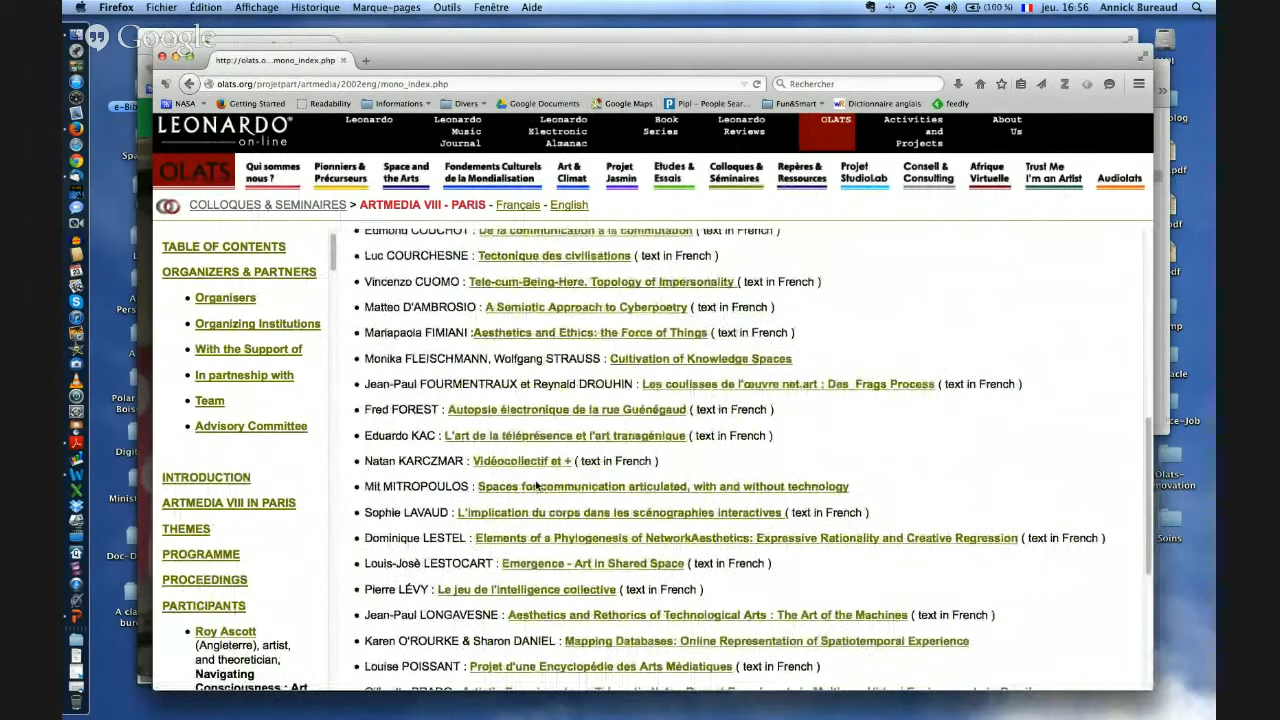 Firefox Fichier Édition Affichage Historique Marque-pages Outils Fenêtre Aide (100 %) jeu. 16:56 Annick Bureaud
Google
http://olats.o...mono_index.php
olats.org/projetpart/artmedia/2002eng/mono_index.php Rechercher
NASA Getting Started Readability Informations Divers Google Documents Google Maps Pipl - People Sear... Fun&Smart Dictionnaire anglais feedly
LEONARDO on-line
Leonardo
Leonardo Music Journal
Leonardo Electronic Almanac
Book Series
Leonardo Reviews
OLATS
Activities and Projects
About Us
OLATS
Qui sommes nous ?
Pionniers & Précurseurs
Space and the Arts
Fondements Culturels de la Mondialisation
Art & Climat
Projet Jasmin
Etudes & Essais
Colloques & Séminaires
Repères & Ressources
Projet StudioLab
Conseil & Consulting
Afrique Virtuelle
Trust Me I'm an Artist
Audiolats
COLLOQUES & SEMINAIRES > ARTMEDIA VIII - PARIS - Français - English
TABLE OF CONTENTS
ORGANIZERS & PARTNERS
Organisers
Organizing Institutions
With the Support of
In partneship with
Team
Advisory Committee
INTRODUCTION
ARTMEDIA VIII IN PARIS
THEMES
PROGRAMME
PROCEEDINGS
PARTICIPANTS
Roy Ascott
(Angleterre), artist,
and theoretician,
Navigating
Consciousness : Art
Edmond COUCHOT : De la communication à la commutation ( text in French )
Luc COURCHESNE : Tectonique des civilisations ( text in French )
Vincenzo CUOMO : Tele-cum-Being-Here. Topology of Impersonality ( text in French )
Matteo D'AMBROSIO : A Semiotic Approach to Cyberpoetry ( text in French )
Mariapaola FIMIANI :Aesthetics and Ethics: the Force of Things ( text in French )
Monika FLEISCHMANN, Wolfgang STRAUSS : Cultivation of Knowledge Spaces
Jean-Paul FOURMENTRAUX et Reynald DROUHIN : Les coulisses de l'œuvre net.art : Des_Frags Process ( text in French )
Fred FOREST : Autopsie électronique de la rue Guénégaud ( text in French )
Eduardo KAC : L'art de la téléprésence et l'art transgénique ( text in French )
Natan KARCZMAR : Vidéocollectif et + ( text in French )
Mit MITROPOULOS : Spaces for communication articulated, with and without technology
Sophie LAVAUD : L'implication du corps dans les scénographies interactives ( text in French )
Dominique LESTEL : Elements of a Phylogenesis of NetworkAesthetics: Expressive Rationality and Creative Regression ( text in French )
Louis-Josè LESTOCART : Emergence - Art in Shared Space ( text in French )
Pierre LÉVY : Le jeu de l'intelligence collective ( text in French )
Jean-Paul LONGAVESNE : Aesthetics and Rethorics of Technological Arts : The Art of the Machines ( text in French )
Karen O'ROURKE & Sharon DANIEL : Mapping Databases: Online Representation of Spatiotemporal Experience
Louise POISSANT : Projet d'une Encyclopédie des Arts Médiatiques ( text in French )